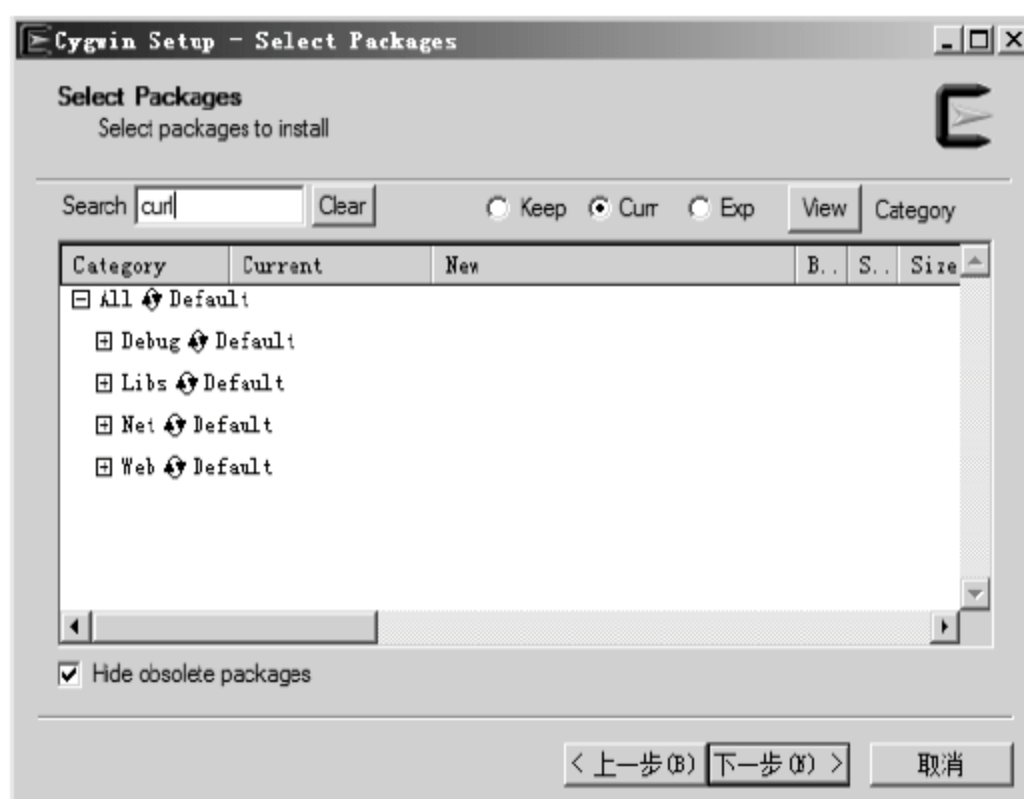 Cygwin Setup - Select Packages
Select Packages
Select packages to install
Search curl Clear Keep Curr Exp View Category
Category Current New B.. S.. Size
All Default
Debug Default
Libs Default
Net Default
Web Default
Hide obsolete packages
< 上一步(B) 下一步(N) > 取消